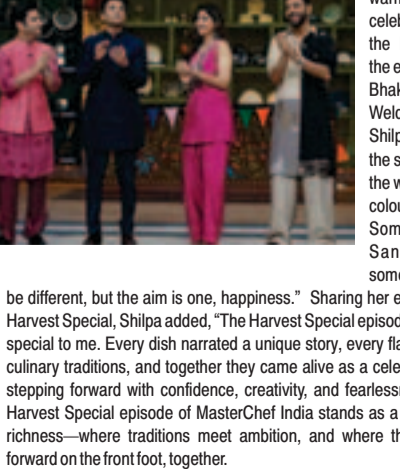 celeb
the
the e
Bhak
Welc
Shilp
the s
the w
colou
Som
San
some
be different, but the aim is one, happiness.” Sharing her e
Harvest Special, Shilpa added, “The Harvest Special episod
special to me. Every dish narrated a unique story, every fla
culinary traditions, and together they came alive as a cele
stepping forward with confidence, creativity, and fearlessn
Harvest Special episode of MasterChef India stands as a
richness—where traditions meet ambition, and where th
forward on the front foot, together.